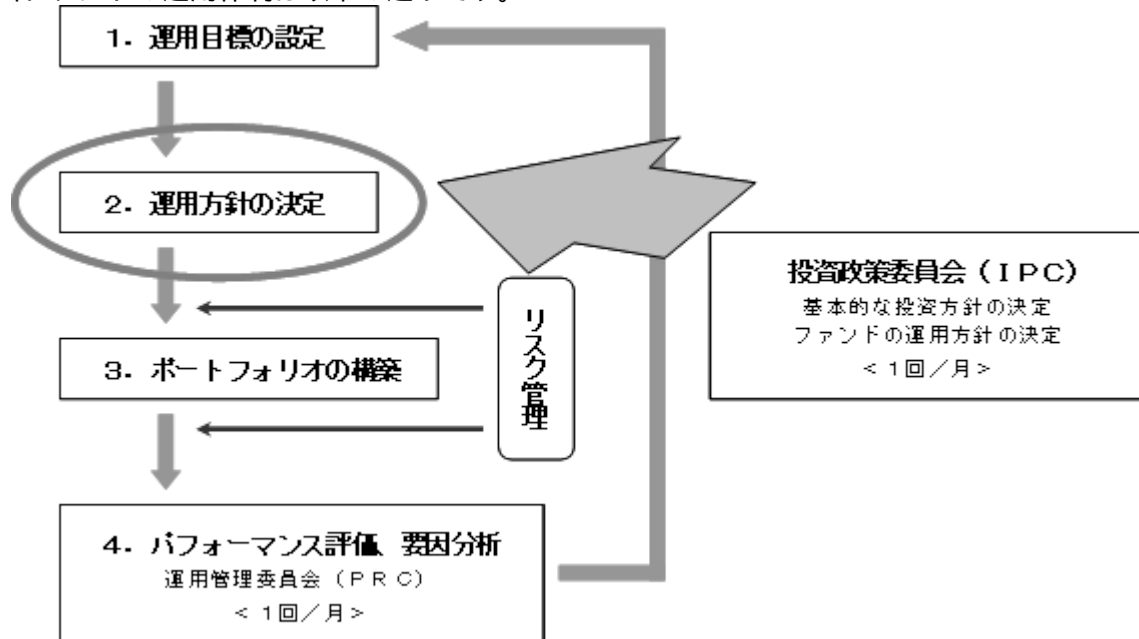 1．運用目標の設定
2．運用方針の決定
投資政策委員会（ＩＰＣ）
基本的な投資方針の決定
ファンドの運用方針の決定
＜１回／月＞
リスク管理
3．ポートフォリオの構築
4．パフォーマンス評価、要因分析
運用管理委員会（ＰＲＣ）
＜１回／月＞